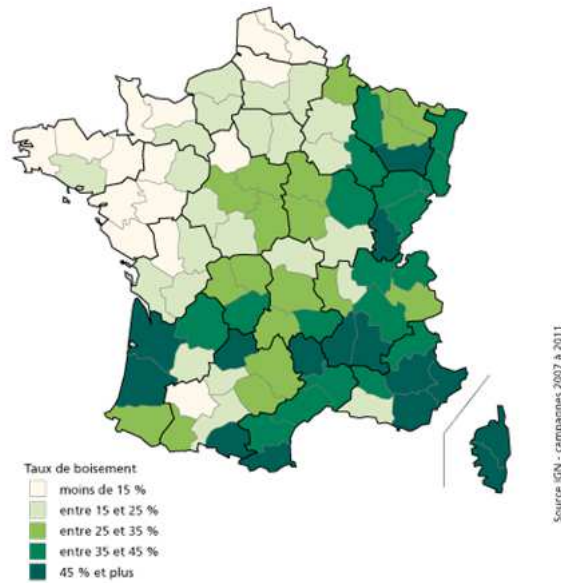 Taux de boisement
moins de 15 %
entre 15 et 25 %
entre 25 et 35 %
entre 35 et 45 %
45 % et plus
Source IGN - campagnes 2007 à 2011